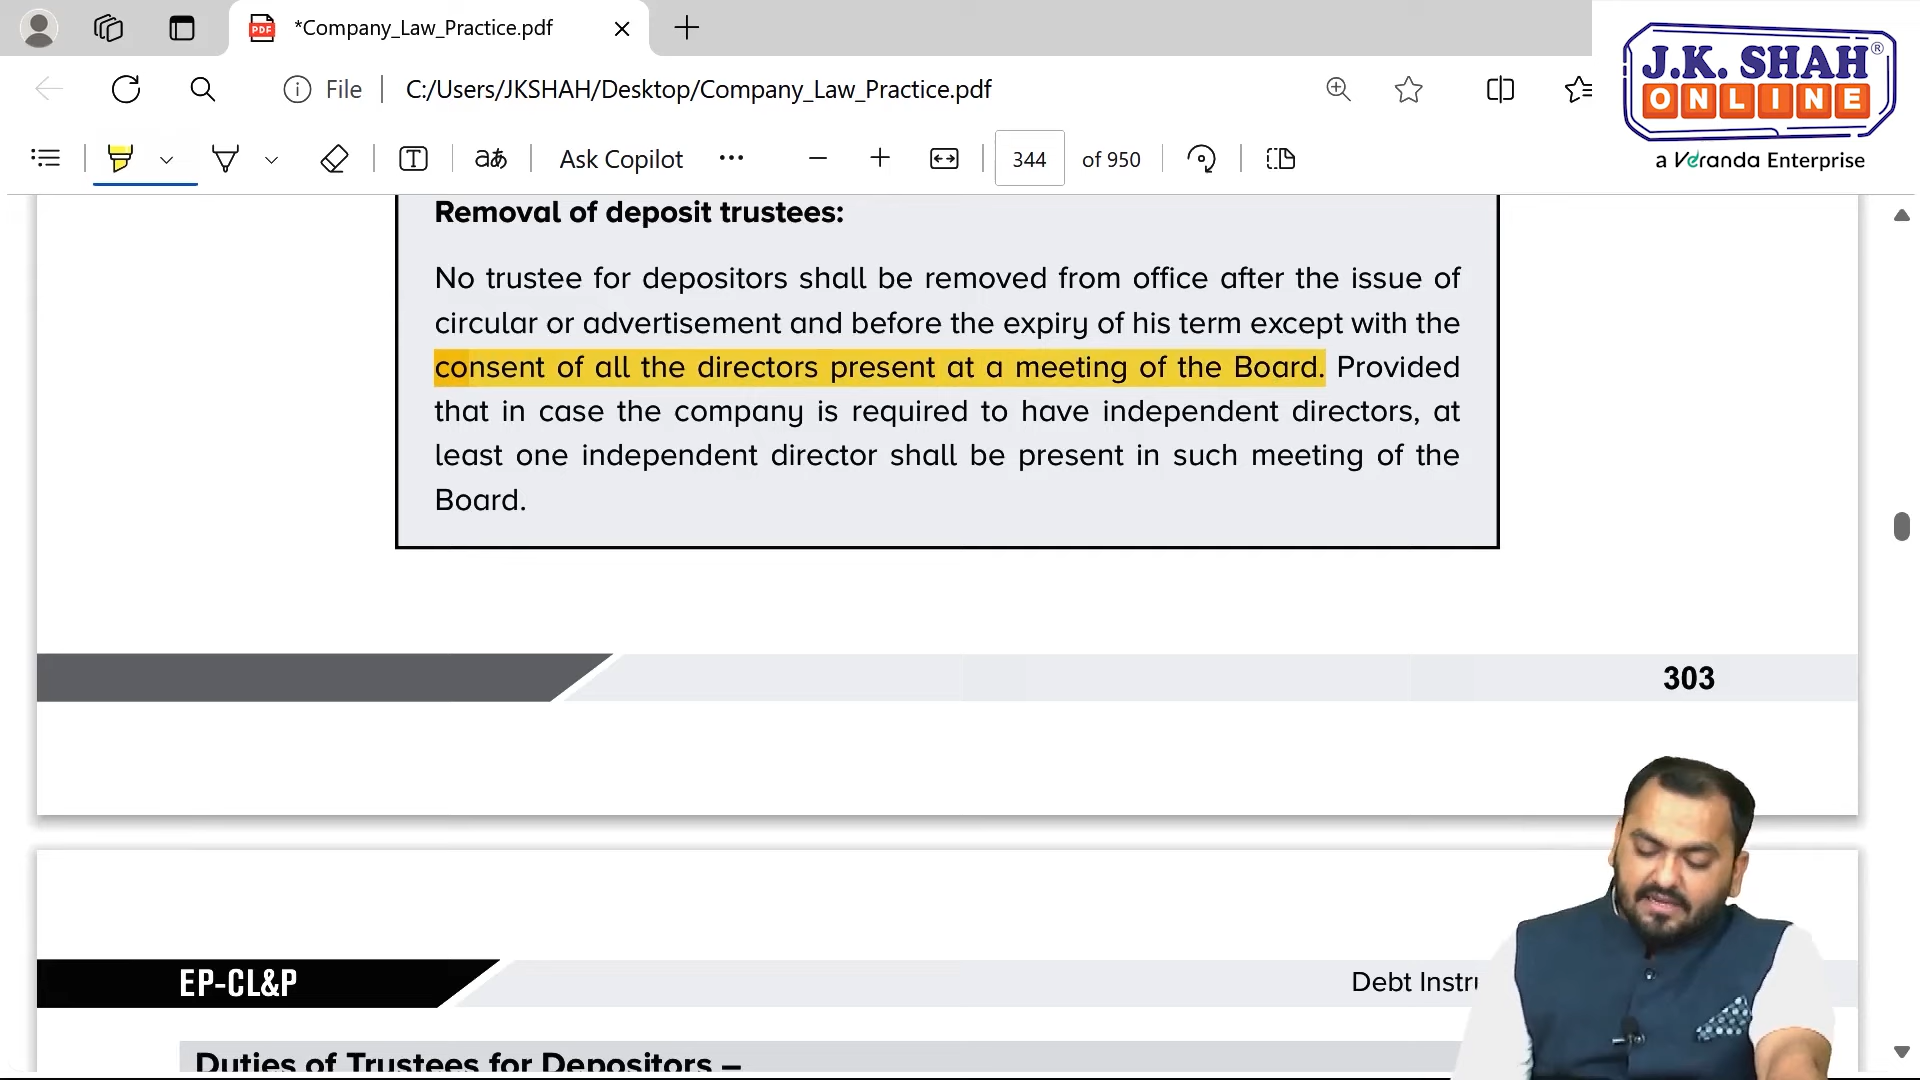 *Company_Law_Practice.pdf
File
C:/Users/JKSHAH/Desktop/Company_Law_Practice.pdf
J.K. SHAH®
ONLINE
a Veranda Enterprise
PDF
T
aあ
Ask Copilot
344
of 950
Removal of deposit trustees:
No trustee for depositors shall be removed from office after the issue of
circular or advertisement and before the expiry of his term except with the
consent of all the directors present at a meeting of the Board. Provided
that in case the company is required to have independent directors, at
least one independent director shall be present in such meeting of the
Board.
303
EP-CL&P
Debt
Duties of Trustees for Depositors –